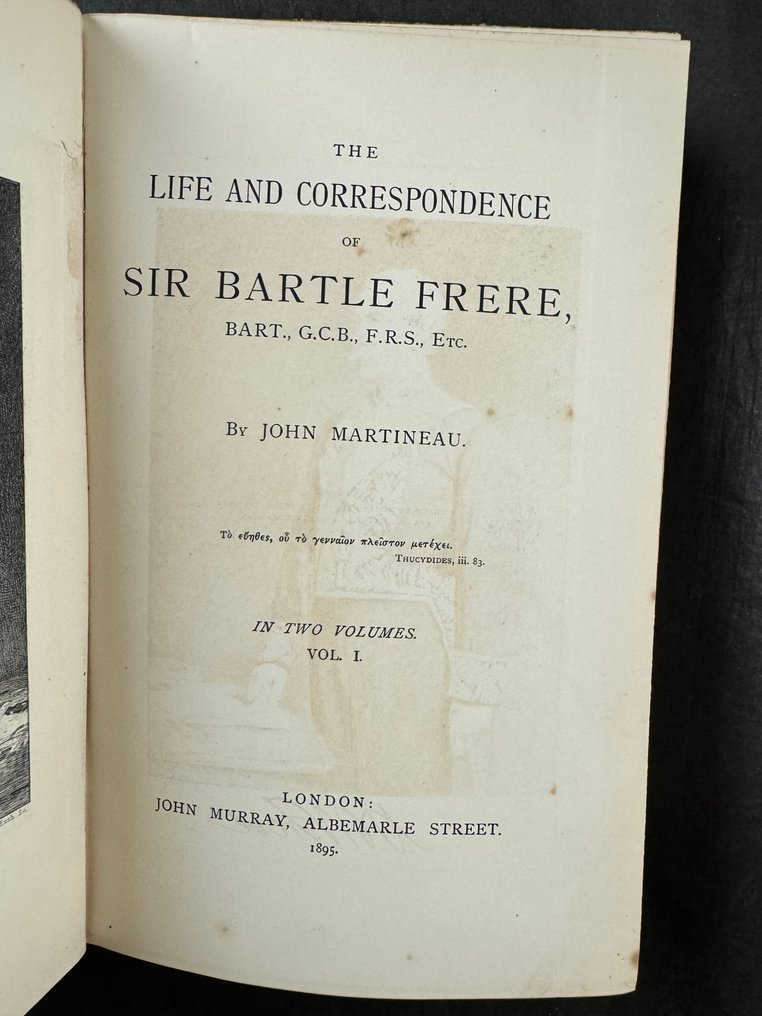 THE
LIFE AND CORRESPONDENCE
OF
SIR BARTLE FRERE,
BART., G.C.B., F.R.S., ETC.
BY JOHN MARTINEAU.
Τὸ εὔηθες, οὗ τὸ γενναῖον πλεῖστον μετέχει.
THUCYDIDES, iii. 83.
IN TWO VOLUMES.
VOL. I.
LONDON:
JOHN MURRAY, ALBEMARLE STREET.
1895.